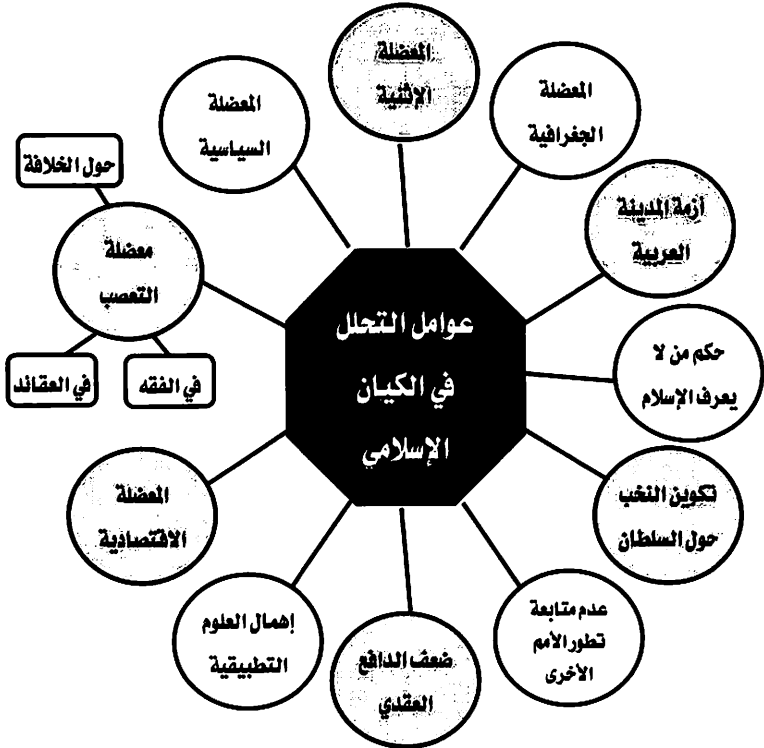 عوامل التحلل
في الكيان
الإسلامي
المعضلة
الإثنية
المعضلة
الجغرافية
أزمة المدينة
العربية
حكم من لا
يعرف الإسلام
تكوين النخب
حول السلطان
عدم متابعة
تطور الأمم
الأخرى
ضعف الدافع
العقدي
إهمال العلوم
التطبيقية
المعضلة
الاقتصادية
معضلة
التعصب
حول الخلافة
في الفقه
في العقائد
المعضلة
السياسية